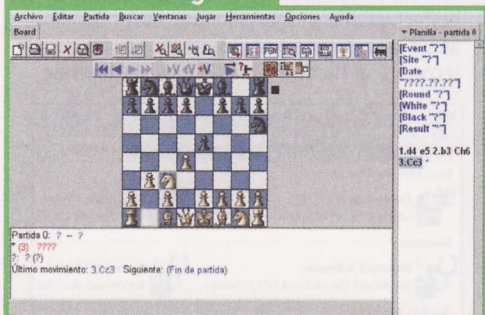 Archivo Editar Partida Buscar Ventanas Jugar Herramientas Opciones Ayuda
Board
Planilla - partida 0
[Event "?"]
[Site "?"]
[Date
"????.??.??"]
[Round "?"]
[White "?"]
[Black "?"]
[Result "*"]
1.d4 e5 2.b3 Ch6
3.Cc3 *
Partida 0: ? - ?
* (3) ????
?: ? (?)
Último movimiento: 3.Cc3 Siguiente: (Fin de partida)